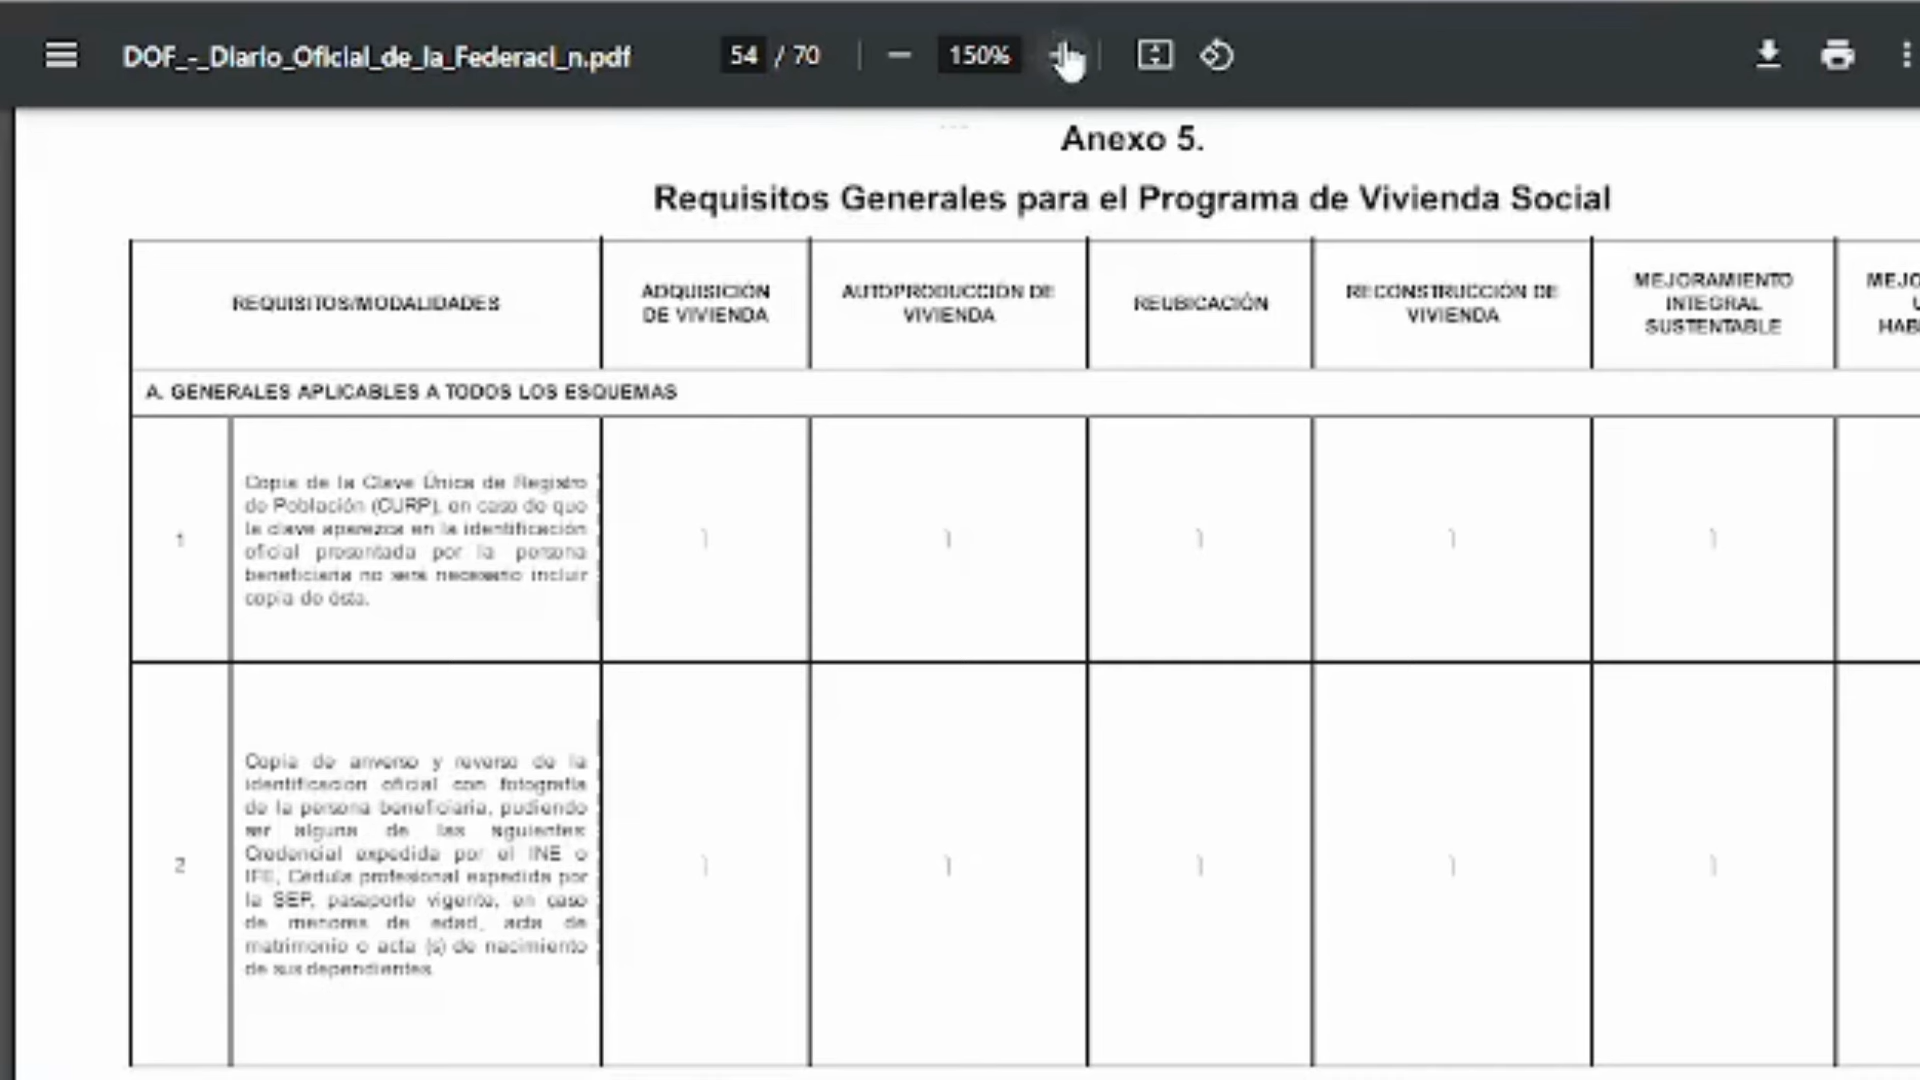 DOF_-_Diario_Oficial_de_la_Federaci_n.pdf
54 / 70
150%
Anexo 5.
Requisitos Generales para el Programa de Vivienda Social
REQUISITOS/MODALIDADES
ADQUISICIÓN
DE VIVIENDA
AUTOPRODUCCIÓN DE
VIVIENDA
REUBICACIÓN
RECONSTRUCCIÓN DE
VIVIENDA
MEJORAMIENTO
INTEGRAL
SUSTENTABLE
A. GENERALES APLICABLES A TODOS LOS ESQUEMAS
1
Copia de la Clave Única de Registro
de Población (CURP), en caso de que
la clave aparezca en la identificación
oficial presentada por la persona
beneficiaria no será necesario incluir
copia de ésta.
2
Copia de anverso y reverso de la
identificación oficial con fotografía
de la persona beneficiaria, pudiendo
ser alguna de las siguientes:
Credencial expedida por el INE o
IFE, Cédula profesional expedida por
la SEP, pasaporte vigente, en caso
de menores de edad, acta de
matrimonio o acta (s) de nacimiento
de sus dependientes.